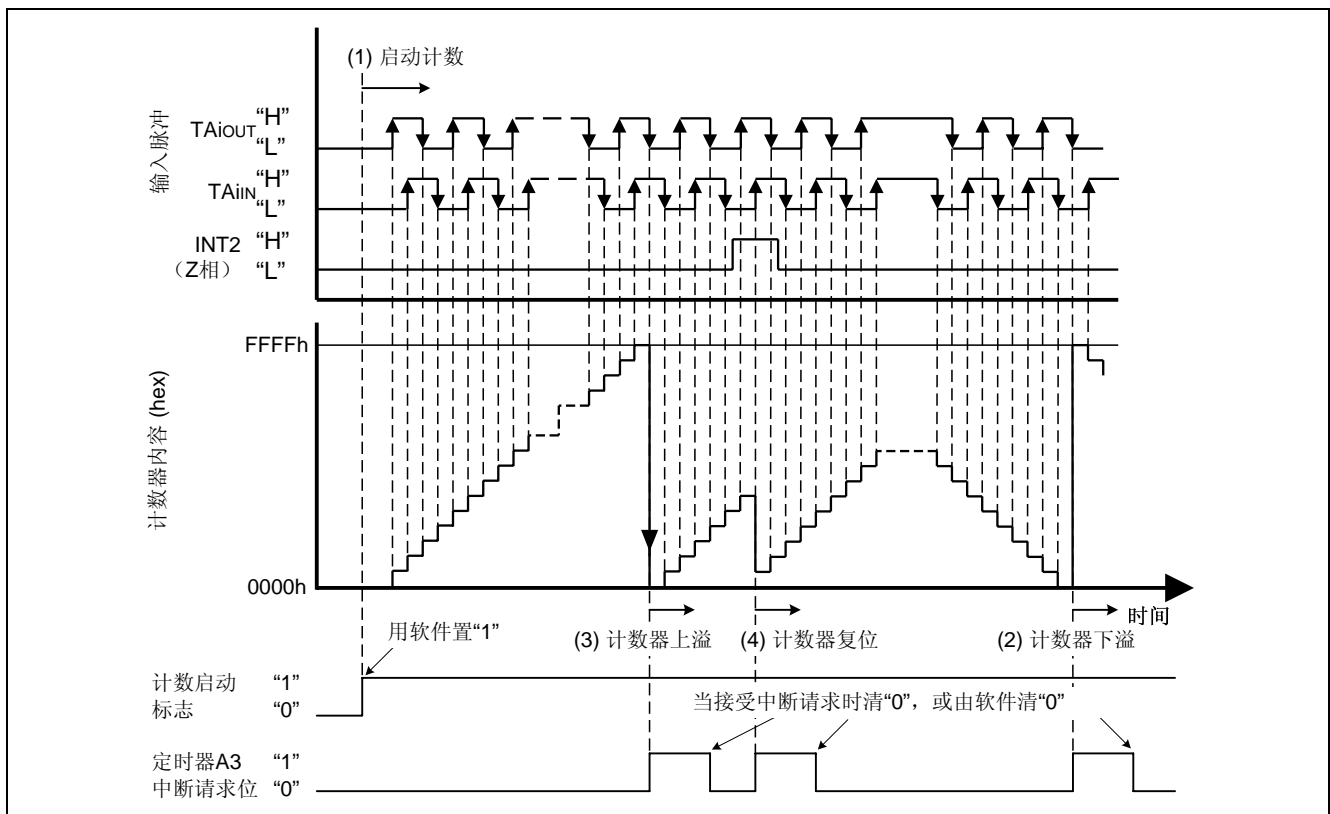 (1) 启动计数
输入脉冲
TAiOUT
“H”
“L”
TAiIN
“H”
“L”
INT2 “H”
（Z相） “L”
FFFFh
计数器内容 (hex)
0000h
时间
用软件置“1”
(3) 计数器上溢
(4) 计数器复位
(2) 计数器下溢
计数启动 “1”
标志 “0”
当接受中断请求时清“0”，或由软件清“0”
定时器A3 “1”
中断请求位 “0”